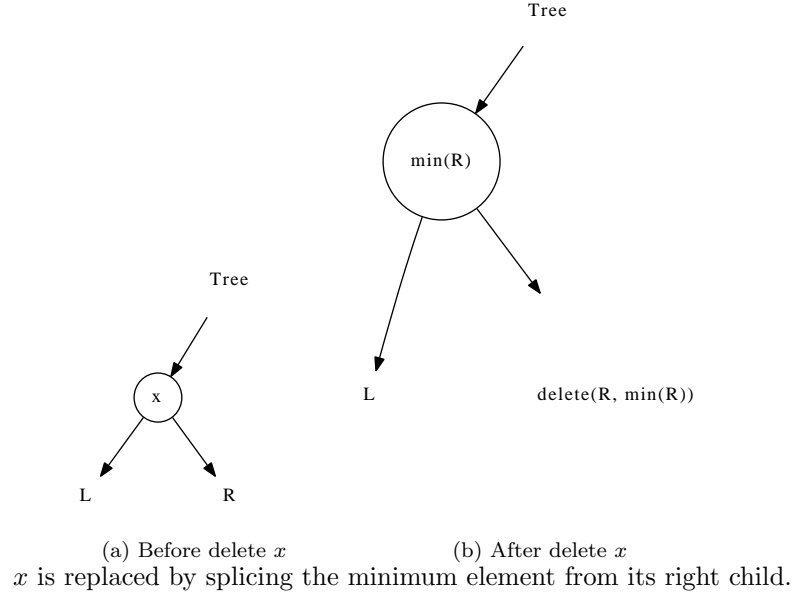 Tree
min(R)
Tree
x
L
delete(R, min(R))
L
R
(a) Before delete x
(b) After delete x
x is replaced by splicing the minimum element from its right child.